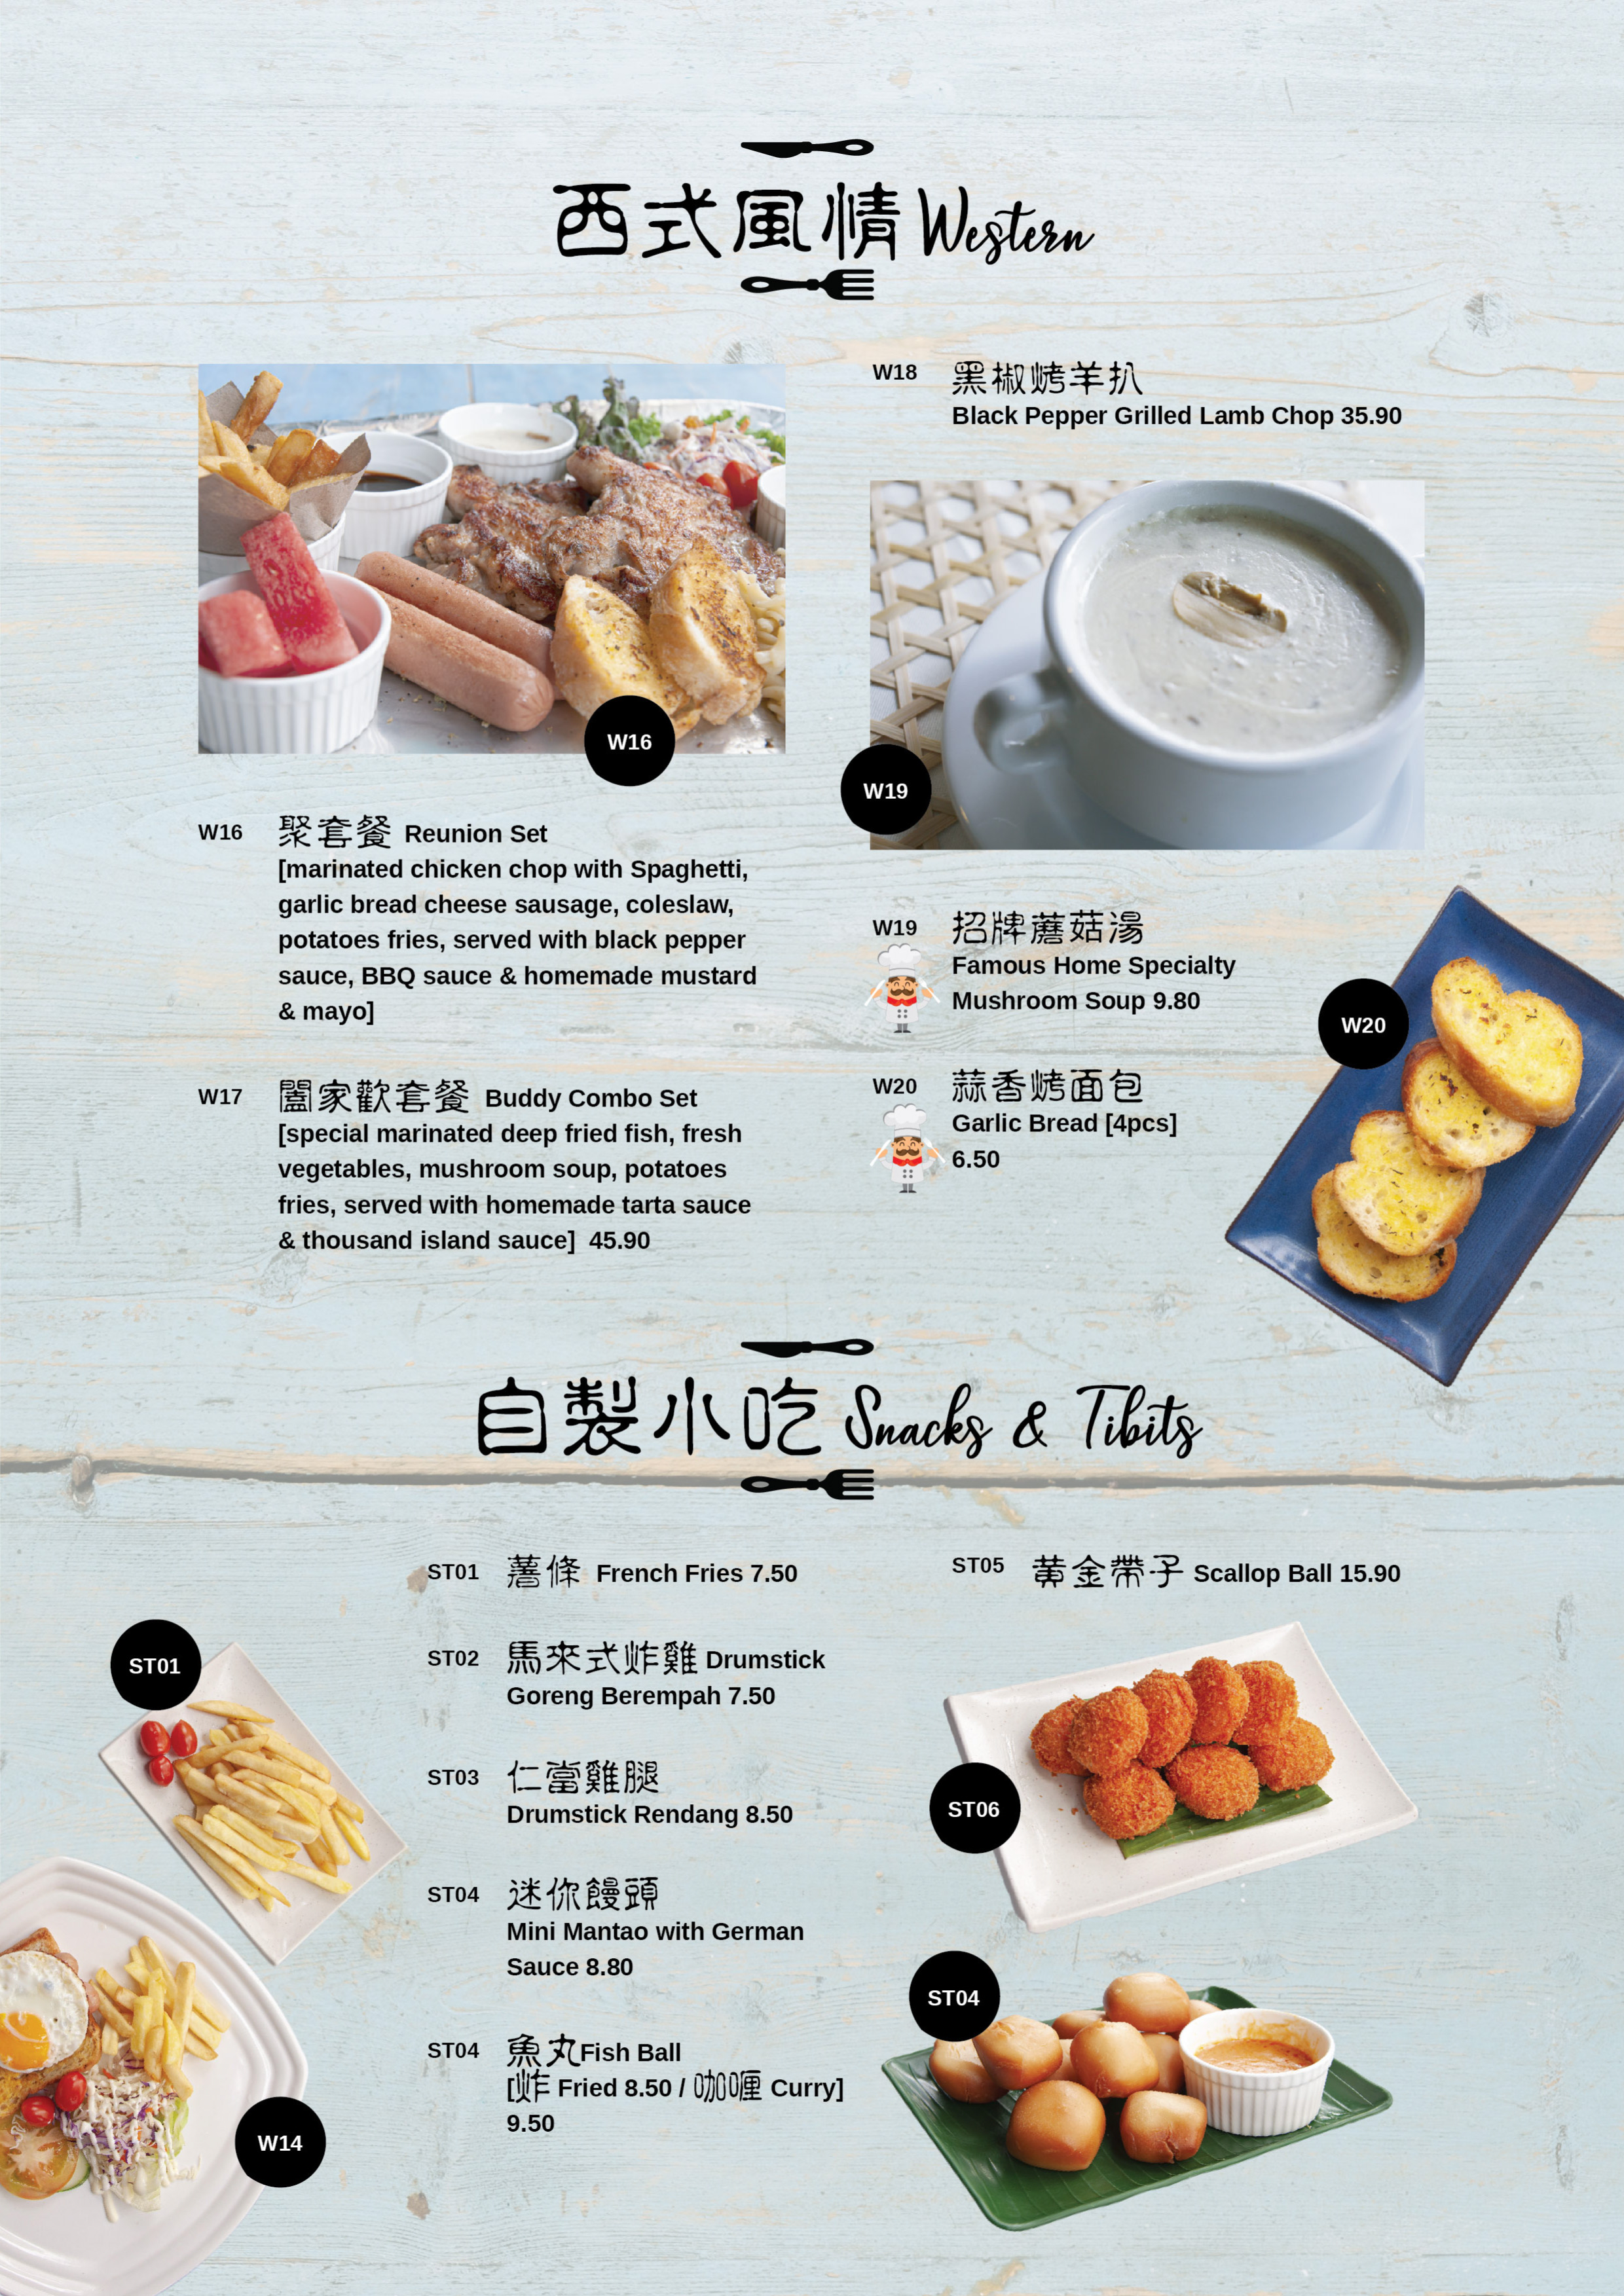 西式風情 Western
W16
W16 聚套餐 Reunion Set
[marinated chicken chop with Spaghetti,
garlic bread cheese sausage, coleslaw,
potatoes fries, served with black pepper
sauce, BBQ sauce & homemade mustard
& mayo]
W17 闔家歡套餐 Buddy Combo Set
[special marinated deep fried fish, fresh
vegetables, mushroom soup, potatoes
fries, served with homemade tarta sauce
& thousand island sauce] 45.90
W18 黑椒烤羊扒
Black Pepper Grilled Lamb Chop 35.90
W19
W19 招牌蘑菇湯
Famous Home Specialty
Mushroom Soup 9.80
W20 蒜香烤面包
Garlic Bread [4pcs]
6.50
W20
自製小吃 Snacks & Tibits
ST01
W14
ST01 薯條 French Fries 7.50
ST02 馬來式炸雞 Drumstick
Goreng Berempah 7.50
ST03 仁當雞腿
Drumstick Rendang 8.50
ST04 迷你饅頭
Mini Mantao with German
Sauce 8.80
ST04 魚丸Fish Ball
[炸 Fried 8.50 / 咖喱 Curry]
9.50
ST05 黄金帶子 Scallop Ball 15.90
ST06
ST04